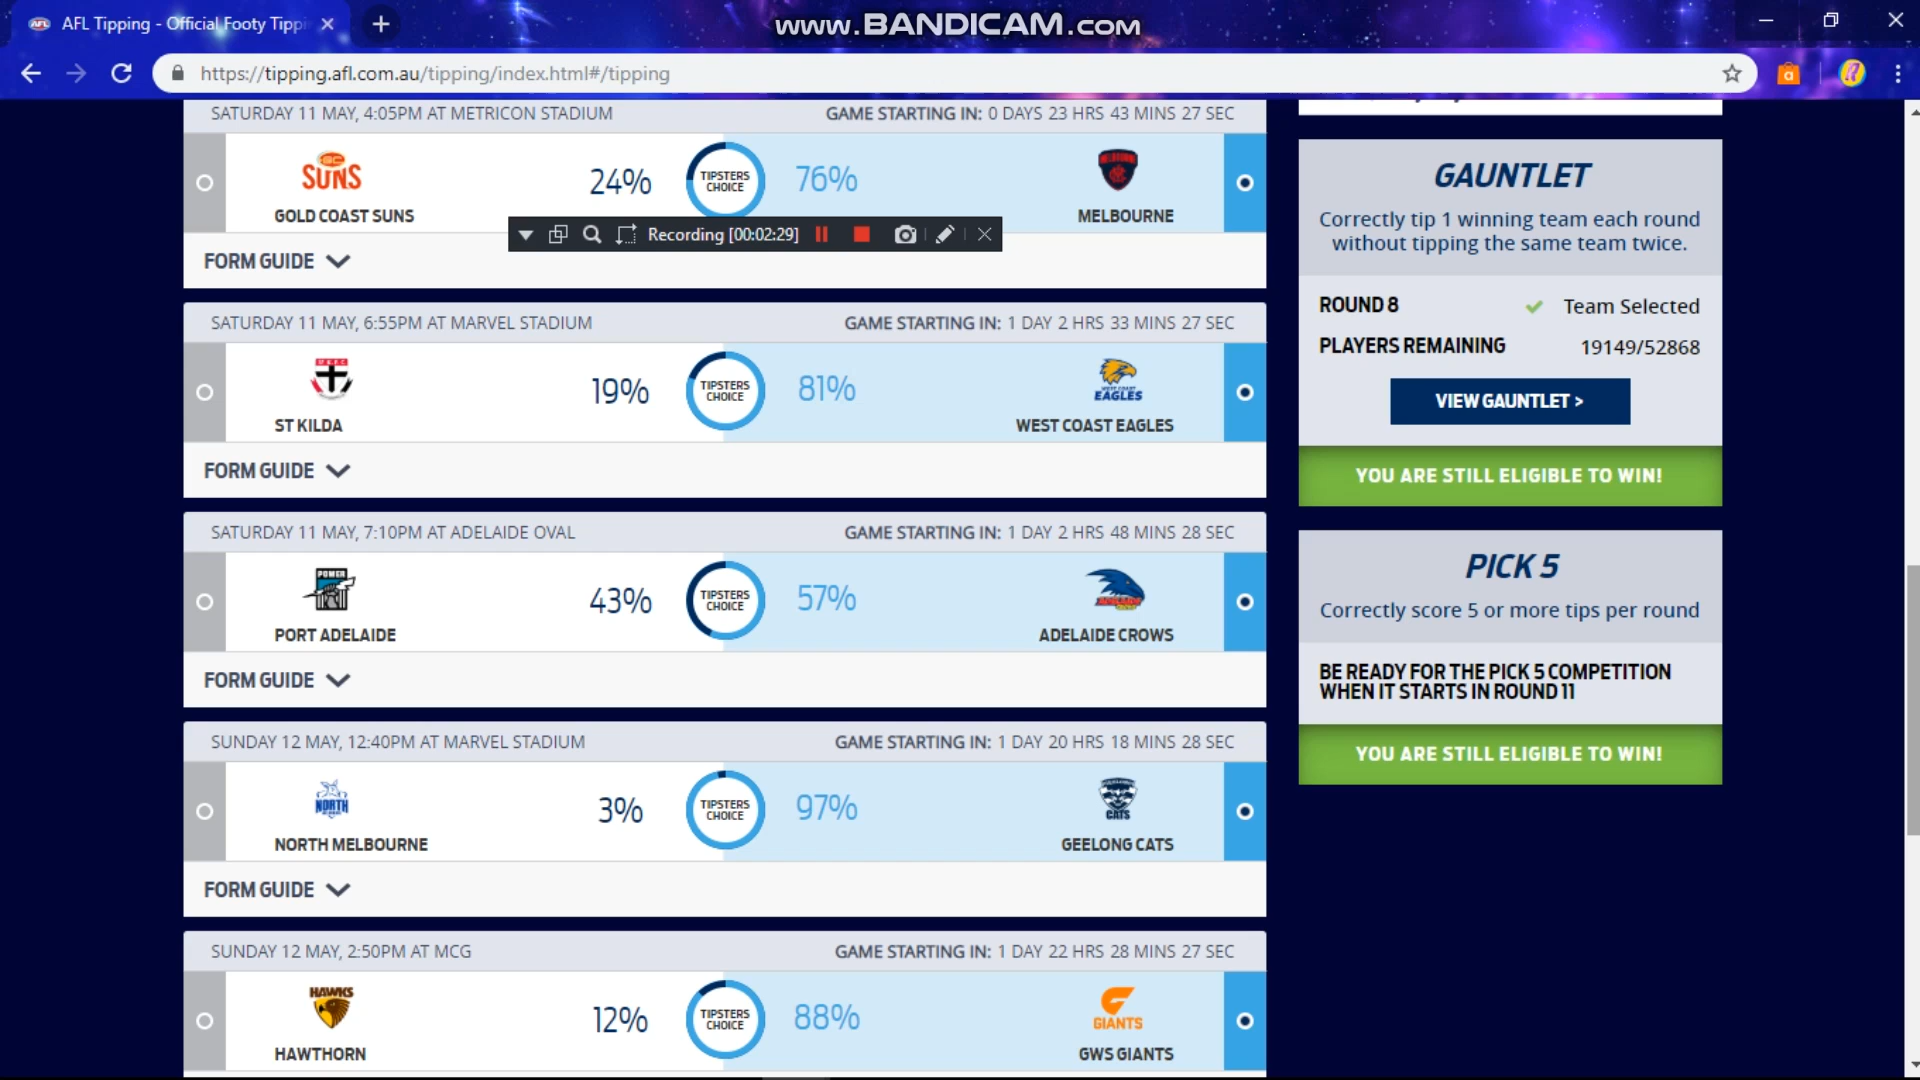 AFL Tipping - Official Footy Tippi
www.BANDICAM.com
https://tipping.afl.com.au/tipping/index.html#/tipping
SATURDAY 11 MAY, 4:05PM AT METRICON STADIUM
GAME STARTING IN: 0 DAYS 23 HRS 43 MINS 27 SEC
SUNS
24%
TIPSTERS
CHOICE
76%
GOLD COAST SUNS
MELBOURNE
Recording [00:02:29]
FORM GUIDE
SATURDAY 11 MAY, 6:55PM AT MARVEL STADIUM
GAME STARTING IN: 1 DAY 2 HRS 33 MINS 27 SEC
19%
TIPSTERS
CHOICE
81%
WEST COAST
EAGLES
ST KILDA
WEST COAST EAGLES
FORM GUIDE
SATURDAY 11 MAY, 7:10PM AT ADELAIDE OVAL
GAME STARTING IN: 1 DAY 2 HRS 48 MINS 28 SEC
POWER
43%
TIPSTERS
CHOICE
57%
PORT ADELAIDE
ADELAIDE CROWS
FORM GUIDE
SUNDAY 12 MAY, 12:40PM AT MARVEL STADIUM
GAME STARTING IN: 1 DAY 20 HRS 18 MINS 28 SEC
NORTH
3%
TIPSTERS
CHOICE
97%
CATS
NORTH MELBOURNE
GEELONG CATS
FORM GUIDE
SUNDAY 12 MAY, 2:50PM AT MCG
GAME STARTING IN: 1 DAY 22 HRS 28 MINS 27 SEC
HAWKS
12%
TIPSTERS
CHOICE
88%
GIANTS
HAWTHORN
GWS GIANTS
GAUNTLET
Correctly tip 1 winning team each round
without tipping the same team twice.
ROUND 8
Team Selected
PLAYERS REMAINING
19149/52868
VIEW GAUNTLET >
YOU ARE STILL ELIGIBLE TO WIN!
PICK 5
Correctly score 5 or more tips per round
BE READY FOR THE PICK 5 COMPETITION
WHEN IT STARTS IN ROUND 11
YOU ARE STILL ELIGIBLE TO WIN!